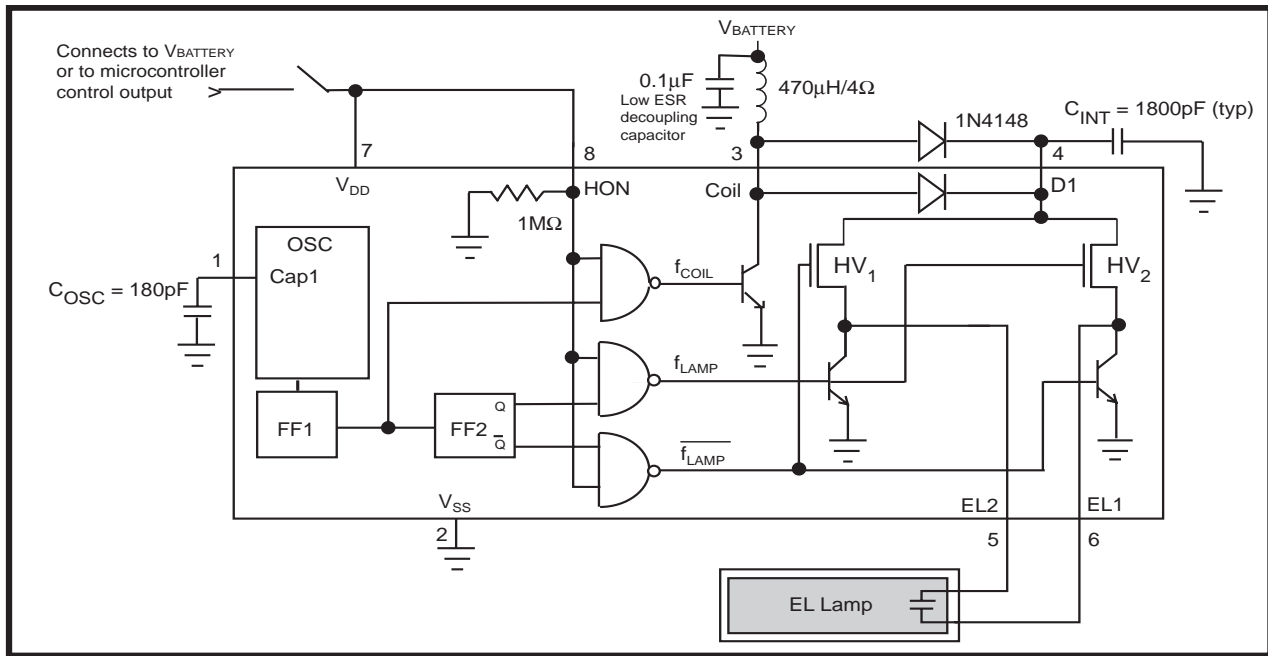 Connects to VBATTERY
or to microcontroller
control output
VBATTERY
0.1µF
Low ESR
decoupling
capacitor
470µH/4Ω
1N4148
CINT = 1800pF (typ)
7
8
3
4
VDD
HON
1MΩ
Coil
D1
OSC
Cap1
1
COSC = 180pF
fCOIL
HV1
HV2
fLAMP
FF1
FF2
Q
Q̅
f̅L̅A̅M̅P̅
VSS
2
EL2
EL1
5
6
EL Lamp